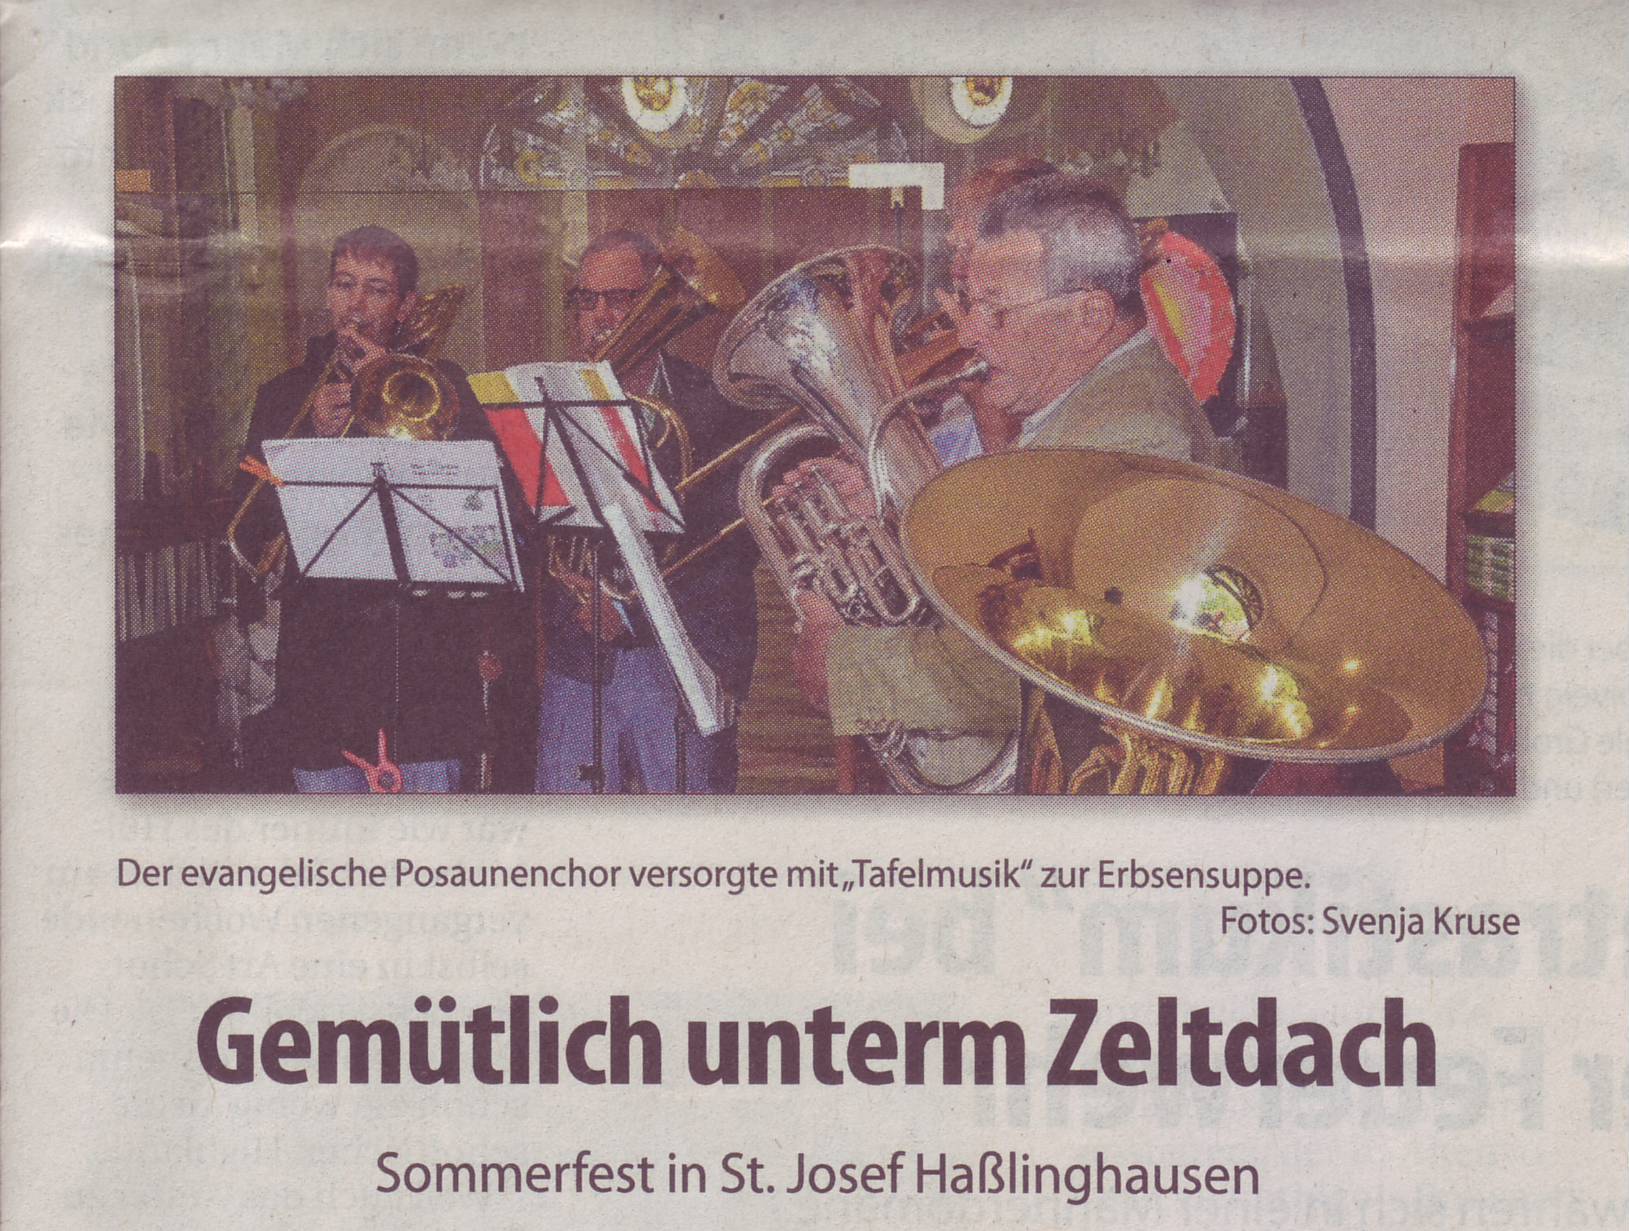 Der evangelische Posaunenchor versorgte mit „Tafelmusik“ zur Erbsensuppe.
Fotos: Svenja Kruse
Gemütlich unterm Zeltdach
Sommerfest in St. Josef Haßlinghausen